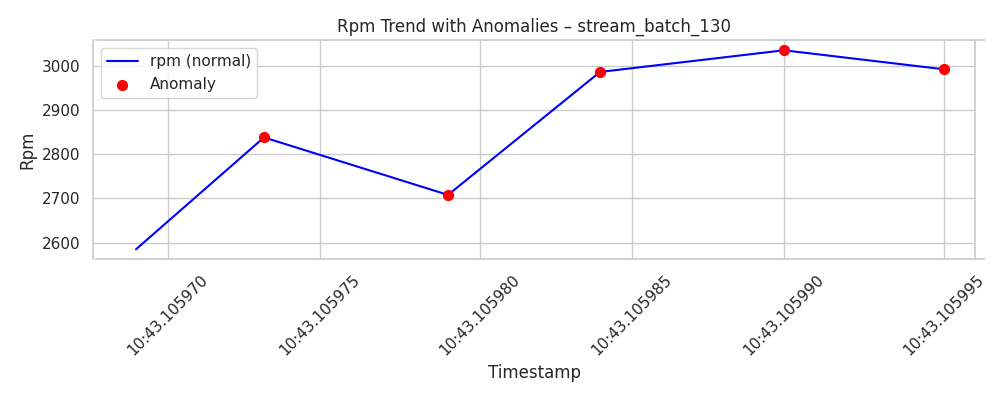 Rpm Trend with Anomalies – stream_batch_130
rpm (normal)
Anomaly
Rpm
3000
2900
2800
2700
2600
10:43.105970
10:43.105975
10:43.105980
10:43.105985
10:43.105990
10:43.105995
Timestamp